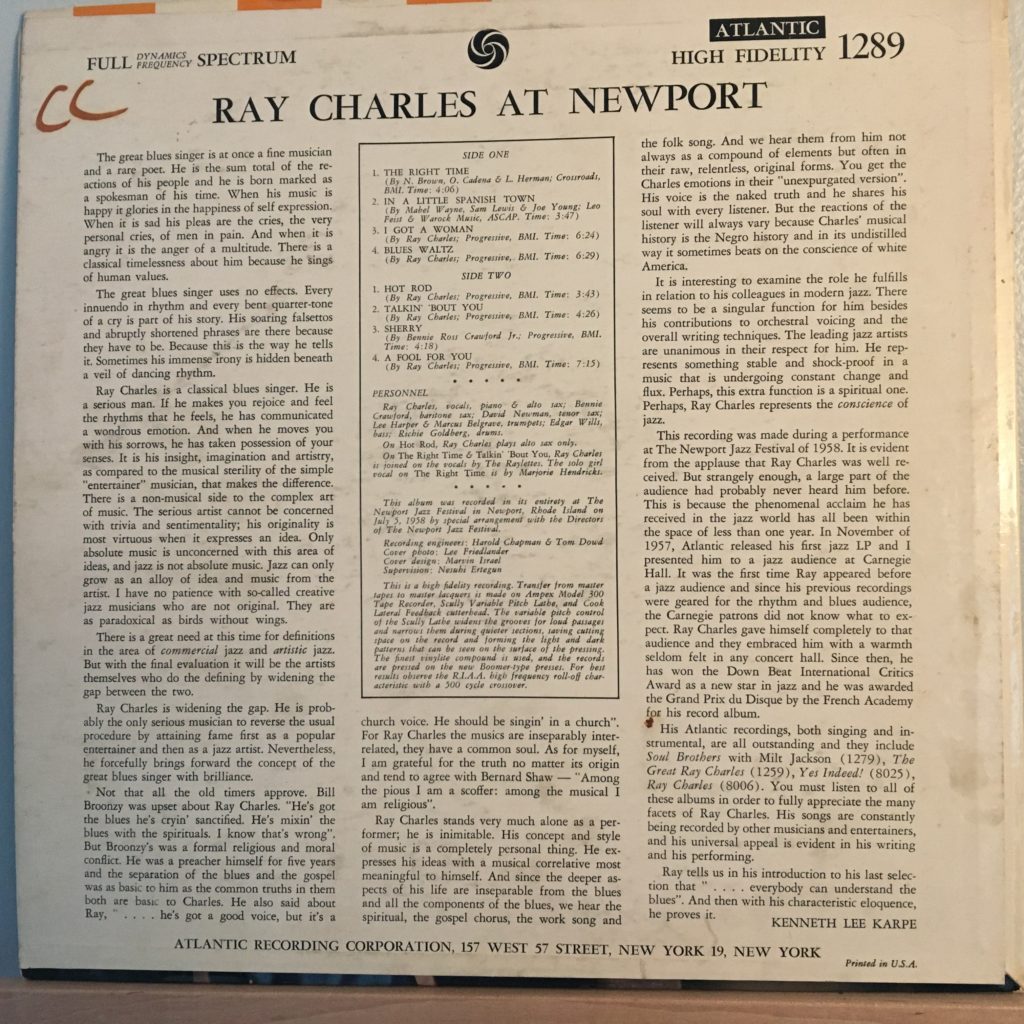 FULL DYNAMICS FREQUENCY SPECTRUM
ATLANTIC
HIGH FIDELITY 1289
CC
RAY CHARLES AT NEWPORT
The great blues singer is at once a fine musician
and a rare poet. He is the sum total of the re-
actions of his people and he is born marked as
a spokesman of his time. When his music is
happy it glories in the happiness of self expression.
When it is sad his pleas are the cries, the very
personal cries, of men in pain. And when it is
angry it is the anger of a multitude. There is a
classical timelessness about him because he sings
of human values.
The great blues singer uses no effects. Every
innuendo in rhythm and every bent quarter-tone
of a cry is part of his story. His soaring falsettos
and abruptly shortened phrases are there because
they have to be. Because this is the way he tells
it. Sometimes his immense irony is hidden beneath
a veil of dancing rhythm.
Ray Charles is a classical blues singer. He is
a serious man. If he makes you rejoice and feel
the rhythms that he feels, he has communicated
a wondrous emotion. And when he moves you
with his sorrows, he has taken possession of your
senses. It is his insight, imagination and artistry,
as compared to the musical sterility of the simple
"entertainer" musician, that makes the difference.
There is a non-musical side to the complex art
of music. The serious artist cannot be concerned
with trivia and sentimentality; his originality is
most virtuous when it expresses an idea. Only
absolute music is unconcerned with this area of
ideas, and jazz is not absolute music. Jazz can only
grow as an alloy of idea and music from the
artist. I have no patience with so-called creative
jazz musicians who are not original. They are
as paradoxical as birds without wings.
There is a great need at this time for definitions
in the area of commercial jazz and artistic jazz.
But with the final evaluation it will be the artists
themselves who do the defining by widening the
gap between the two.
Ray Charles is widening the gap. He is prob-
ably the only serious musician to reverse the usual
procedure by attaining fame first as a popular
entertainer and then as a jazz artist. Nevertheless,
he forcefully brings forward the concept of the
great blues singer with brilliance.
Not that all the old timers approve. Bill
Broonzy was upset about Ray Charles. "He's got
the blues he's cryin' sanctified. He's mixin' the
blues with the spirituals. I know that's wrong".
But Broonzy's was a formal religious and moral
conflict. He was a preacher himself for five years
and the separation of the blues and the gospel
was as basic to him as the common truths in them
both are basic to Charles. He also said about
Ray, " . . . . he's got a good voice, but it's a
SIDE ONE
1. THE RIGHT TIME
(By N. Brown, O. Cadena & L. Herman; Crossroads,
BMI. Time: 4:06)
2. IN A LITTLE SPANISH TOWN
(By Mabel Wayne, Sam Lewis & Joe Young; Leo
Feist & Warock Music, ASCAP. Time: 3:47)
3. I GOT A WOMAN
(By Ray Charles; Progressive, BMI. Time: 6:24)
4. BLUES WALTZ
(By Ray Charles; Progressive, BMI. Time: 6:29)
SIDE TWO
1. HOT ROD
(By Ray Charles; Progressive, BMI. Time: 3:43)
2. TALKIN' 'BOUT YOU
(By Ray Charles; Progressive, BMI. Time: 4:26)
3. SHERRY
(By Bennie Ross Crawford Jr.; Progressive, BMI.
Time: 4:18)
4. A FOOL FOR YOU
(By Ray Charles; Progressive, BMI. Time: 7:15)
* * * * *
PERSONNEL
Ray Charles, vocals, piano & alto sax; Bennie
Crawford, baritone sax; David Newman, tenor sax;
Lee Harper & Marcus Belgrave, trumpets; Edgar Wills,
bass; Richie Goldberg, drums.
On Hot Rod, Ray Charles plays alto sax only.
On The Right Time & Talkin' 'Bout You, Ray Charles
is joined on the vocals by The Raylettes. The solo girl
vocal on The Right Time is by Marjorie Hendricks.
* * * * *
This album was recorded in its entirety at The
Newport Jazz Festival in Newport, Rhode Island on
July 5, 1958 by special arrangement with the Directors
of The Newport Jazz Festival.
Recording engineers: Harold Chapman & Tom Dowd
Cover photo: Lee Friedlander
Cover design: Marvin Israel
Supervision: Nesuhi Ertegun
This is a high fidelity recording. Transfer from master
tapes to master lacquers is made on Ampex Model 300
Tape Recorder, Scully Variable Pitch Lathe, and Cook
Lateral Feedback cutterhead. The variable pitch control
of the Scully Lathe widens the grooves for loud passages
and narrows them during quieter sections, saving cutting
space on the record and forming the light and dark
patterns that can be seen on the surface of the pressing.
The finest vinylite compound is used, and the records
are pressed on the new Boomer-type presses. For best
results observe the R.I.A.A. high frequency roll-off char-
acteristic with a 500 cycle crossover.
church voice. He should be singin' in a church".
For Ray Charles the musics are inseparably inter-
related, they have a common soul. As for myself,
I am grateful for the truth no matter its origin
and tend to agree with Bernard Shaw — "Among
the pious I am a scoffer: among the musical I
am religious".
Ray Charles stands very much alone as a per-
former; he is inimitable. His concept and style
of music is a completely personal thing. He ex-
presses his ideas with a musical correlative most
meaningful to himself. And since the deeper as-
pects of his life are inseparable from the blues
and all the components of the blues, we hear the
spiritual, the gospel chorus, the work song and
the folk song. And we hear them from him not
always as a compound of elements but often in
their raw, relentless, original forms. You get the
Charles emotions in their "unexpurgated version".
His voice is the naked truth and he shares his
soul with every listener. But the reactions of the
listener will always vary because Charles' musical
history is the Negro history and in its undistilled
way it sometimes beats on the conscience of white
America.
It is interesting to examine the role he fulfills
in relation to his colleagues in modern jazz. There
seems to be a singular function for him besides
his contributions to orchestral voicing and the
overall writing techniques. The leading jazz artists
are unanimous in their respect for him. He rep-
resents something stable and shock-proof in a
music that is undergoing constant change and
flux. Perhaps, this extra function is a spiritual one.
Perhaps, Ray Charles represents the conscience of
jazz.
This recording was made during a performance
at The Newport Jazz Festival of 1958. It is evident
from the applause that Ray Charles was well re-
ceived. But strangely enough, a large part of the
audience had probably never heard him before.
This is because the phenomenal acclaim he has
received in the jazz world has all been within
the space of less than one year. In November of
1957, Atlantic released his first jazz LP and I
presented him to a jazz audience at Carnegie
Hall. It was the first time Ray appeared before
a jazz audience and since his previous recordings
were geared for the rhythm and blues audience,
the Carnegie patrons did not know what to ex-
pect. Ray Charles gave himself completely to that
audience and they embraced him with a warmth
seldom felt in any concert hall. Since then, he
has won the Down Beat International Critics
Award as a new star in jazz and he was awarded
the Grand Prix du Disque by the French Academy
for his record album.
His Atlantic recordings, both singing and in-
strumental, are all outstanding and they include
Soul Brothers with Milt Jackson (1279), The
Great Ray Charles (1259), Yes Indeed! (8025),
Ray Charles (8006). You must listen to all of
these albums in order to fully appreciate the many
facets of Ray Charles. His songs are constantly
being recorded by other musicians and entertainers,
and his universal appeal is evident in his writing
and his performing.
Ray tells us in his introduction to his last selec-
tion that " . . . . everybody can understand the
blues". And then with his characteristic eloquence,
he proves it.
KENNETH LEE KARPE
ATLANTIC RECORDING CORPORATION, 157 WEST 57 STREET, NEW YORK 19, NEW YORK
Printed in U.S.A.